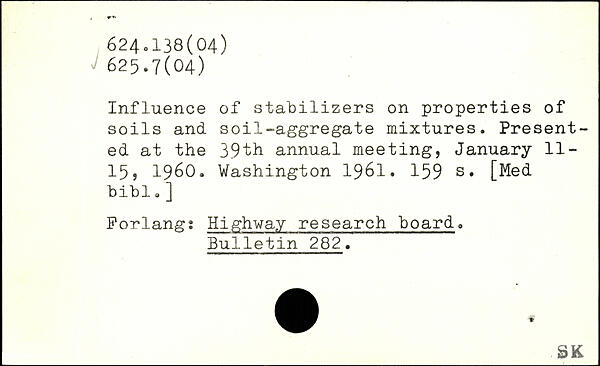 624.138(04)
625.7(04)
Influence of stabilizers on properties of
soils and soil-aggregate mixtures. Present-
ed at the 39th annual meeting, January 11-
15, 1960. Washington 1961. 159 s. [Med
bibl.]
Forlang: Highway research board.
Bulletin 282.
SK